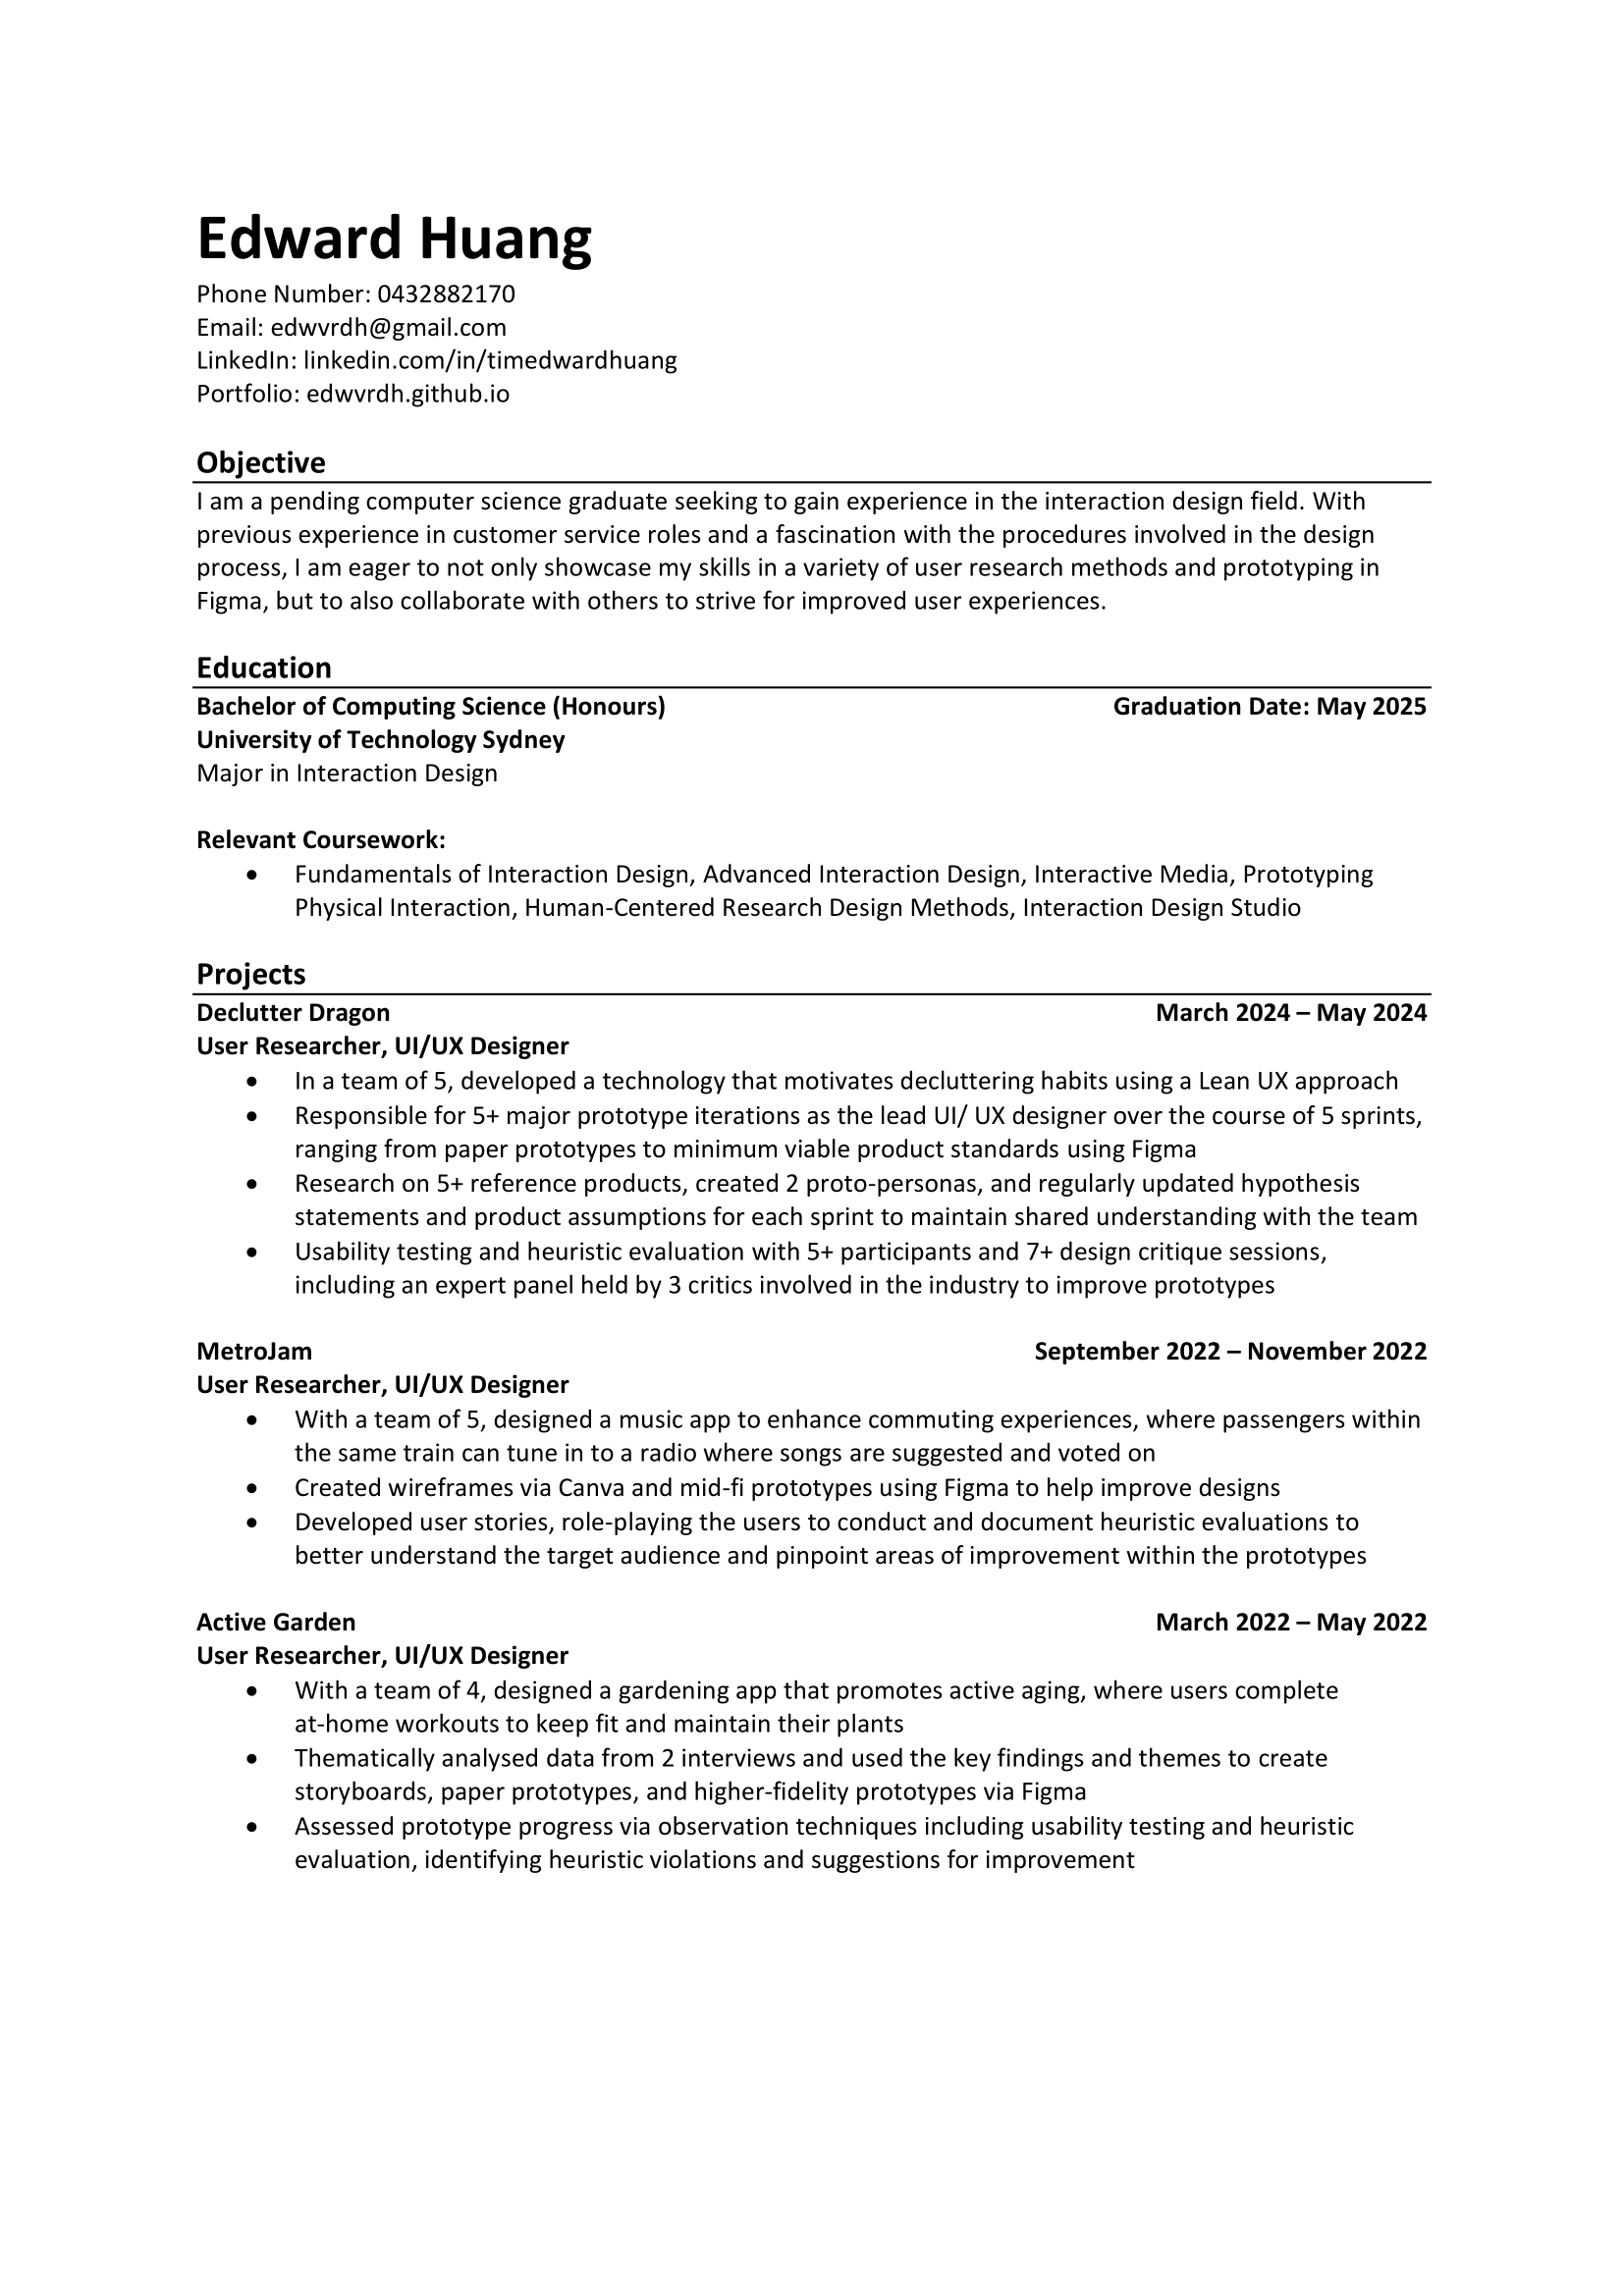 Edward Huang
Phone Number: 0432882170
Email: edwvrdh@gmail.com
LinkedIn: linkedin.com/in/timedwardhuang
Portfolio: edwvrdh.github.io
Objective
I am a pending computer science graduate seeking to gain experience in the interaction design field. With
previous experience in customer service roles and a fascination with the procedures involved in the design
process, I am eager to not only showcase my skills in a variety of user research methods and prototyping in
Figma, but to also collaborate with others to strive for improved user experiences.
Education
Bachelor of Computing Science (Honours) Graduation Date: May 2025
University of Technology Sydney
Major in Interaction Design
Relevant Coursework:
• Fundamentals of Interaction Design, Advanced Interaction Design, Interactive Media, Prototyping
Physical Interaction, Human-Centered Research Design Methods, Interaction Design Studio
Projects
Declutter Dragon March 2024 – May 2024
User Researcher, UI/UX Designer
• In a team of 5, developed a technology that motivates decluttering habits using a Lean UX approach
• Responsible for 5+ major prototype iterations as the lead UI/ UX designer over the course of 5 sprints,
ranging from paper prototypes to minimum viable product standards using Figma
• Research on 5+ reference products, created 2 proto-personas, and regularly updated hypothesis
statements and product assumptions for each sprint to maintain shared understanding with the team
• Usability testing and heuristic evaluation with 5+ participants and 7+ design critique sessions,
including an expert panel held by 3 critics involved in the industry to improve prototypes
MetroJam September 2022 – November 2022
User Researcher, UI/UX Designer
• With a team of 5, designed a music app to enhance commuting experiences, where passengers within
the same train can tune in to a radio where songs are suggested and voted on
• Created wireframes via Canva and mid-fi prototypes using Figma to help improve designs
• Developed user stories, role-playing the users to conduct and document heuristic evaluations to
better understand the target audience and pinpoint areas of improvement within the prototypes
Active Garden March 2022 – May 2022
User Researcher, UI/UX Designer
• With a team of 4, designed a gardening app that promotes active aging, where users complete
at-home workouts to keep fit and maintain their plants
• Thematically analysed data from 2 interviews and used the key findings and themes to create
storyboards, paper prototypes, and higher-fidelity prototypes via Figma
• Assessed prototype progress via observation techniques including usability testing and heuristic
evaluation, identifying heuristic violations and suggestions for improvement